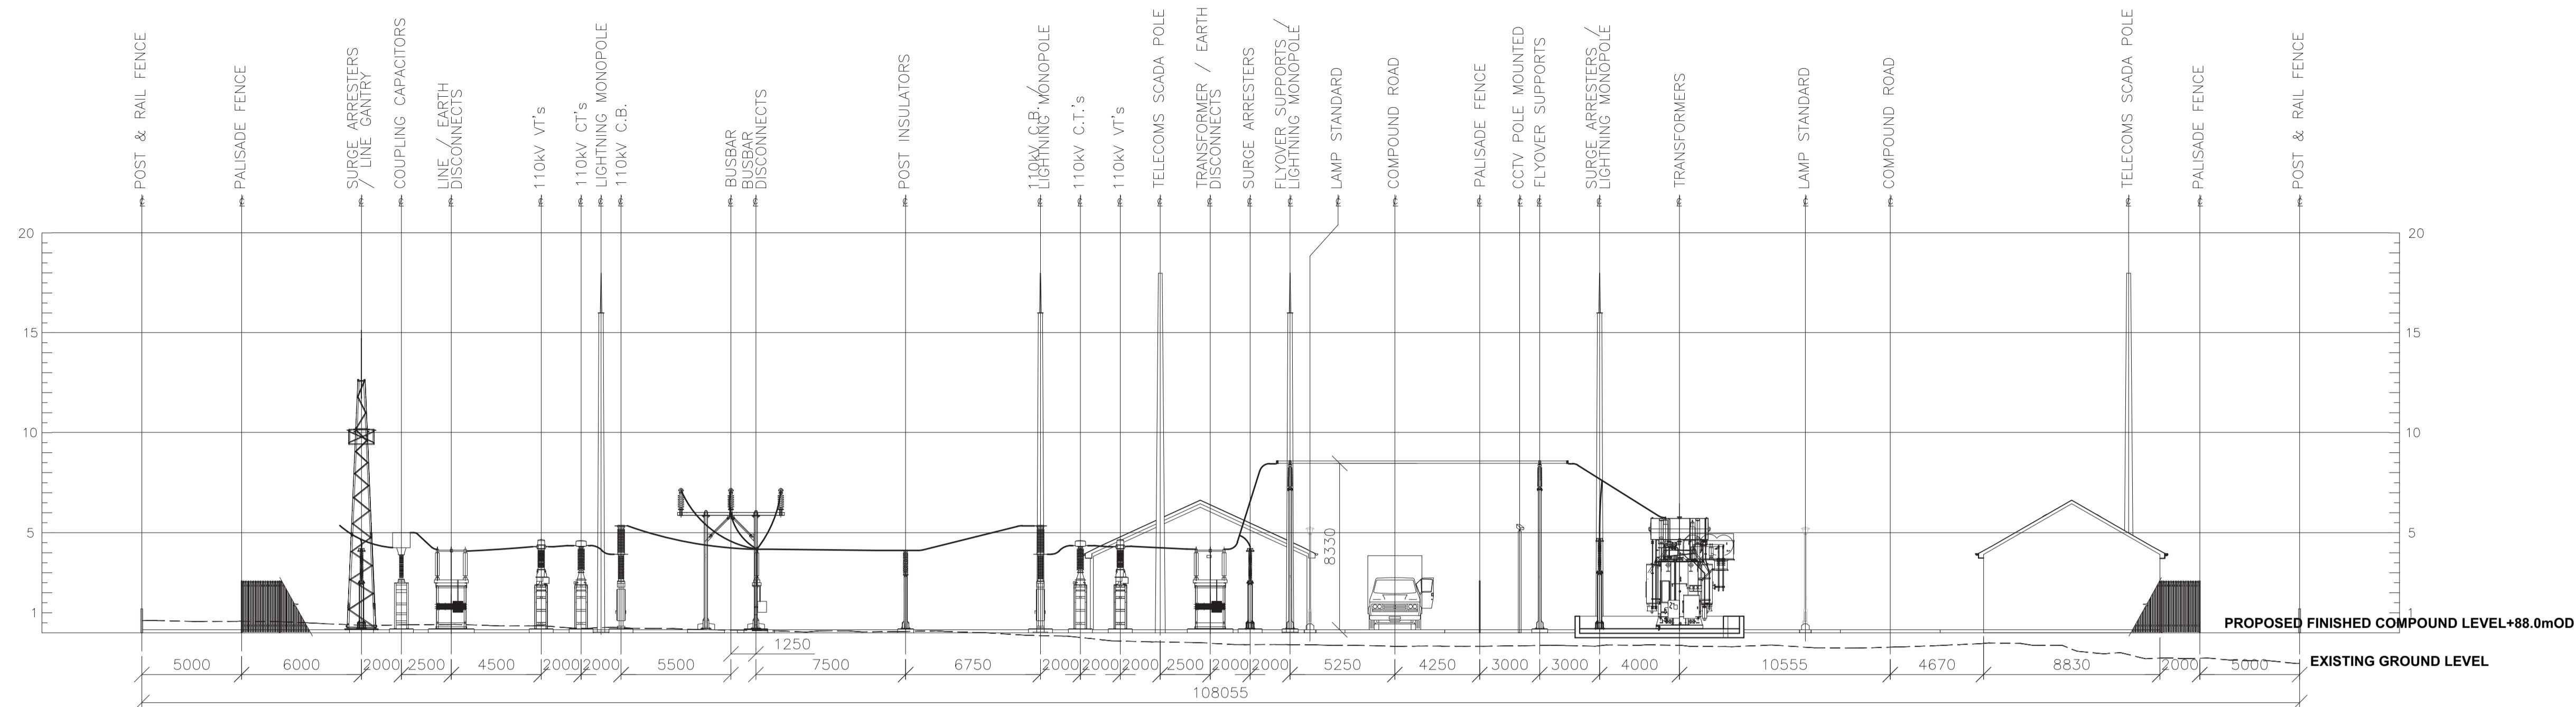 POST & RAIL FENCE
PALISADE FENCE
SURGE ARRESTERS
/ LINE GANTRY
COUPLING CAPACITORS
LINE / EARTH
DISCONNECTS
110kV VT's
110kV CT's
LIGHTNING MONOPOLE
110kV C.B.
BUSBAR
BUSBAR
DISCONNECTS
POST INSULATORS
110kV C.B. /
LIGHTNING MONOPOLE
110kV C.T.'s
110kV VT's
TELECOMS SCADA POLE
TRANSFORMER / EARTH
DISCONNECTS
SURGE ARRESTERS
FLYOVER SUPPORTS /
LIGHTNING MONOPOLE
LAMP STANDARD
COMPOUND ROAD
PALISADE FENCE
CCTV POLE MOUNTED
FLYOVER SUPPORTS
SURGE ARRESTERS /
LIGHTNING MONOPOLE
TRANSFORMERS
LAMP STANDARD
COMPOUND ROAD
TELECOMS SCADA POLE
PALISADE FENCE
POST & RAIL FENCE
20
20
15
15
10
10
5
5
8330
1
1
PROPOSED FINISHED COMPOUND LEVEL+88.0mOD
1250
5000 6000 2000 2500 4500 2000 2000 5500 7500 6750 2000 2000 2000 2500 2000 2000 5250 4250 3000 3000 4000 10555 4670 8830 2000 5000
EXISTING GROUND LEVEL
108055